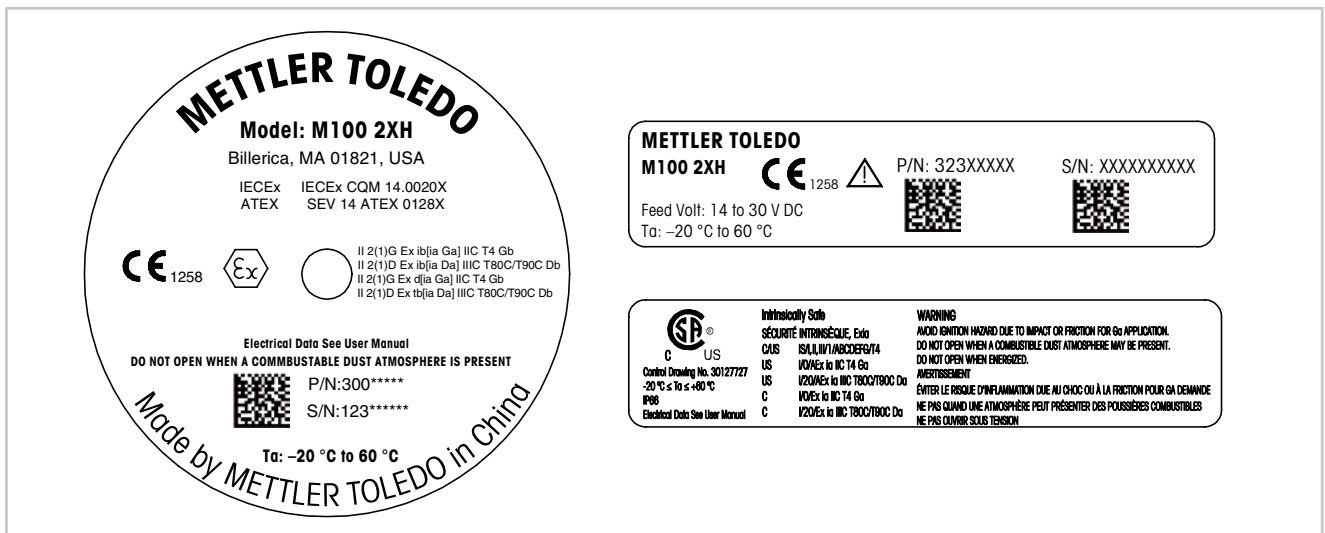 METTLER TOLEDO
Model: M100 2XH
Billerica, MA 01821, USA
IECEx IECEx CQM 14.0020X
ATEX SEV 14 ATEX 0128X
CE 1258 Ex
II 2(1)G Ex ib[ia Ga] IIC T4 Gb
II 2(1)D Ex ib[ia Da] IIIC T80C/T90C Db
II 2(1)G Ex d[ia Ga] IIC T4 Gb
II 2(1)D Ex tb[ia Da] IIIC T80C/T90C Db
Electrical Data See User Manual
DO NOT OPEN WHEN A COMMBUSTABLE DUST ATMOSPHERE IS PRESENT
P/N:300*****
S/N:123******
Ta: –20 °C to 60 °C
Made by METTLER TOLEDO in China
METTLER TOLEDO
M100 2XH CE 1258
P/N: 323XXXXX
S/N: XXXXXXXXXX
Feed Volt: 14 to 30 V DC
Ta: –20 °C to 60 °C
SA ®
C US
Control Drawing No. 30127727
-20 ºC ≤ Ta ≤ +60 ºC
IP66
Electrical Data See User Manual
Intrinsically Safe
SÉCURITÉ INTRINSÈQUE, Exia
C/US IS/I,II,III/1/ABCDEFG/T4
US I/0/AEx ia IIC T4 Ga
US I/20/AEx ia IIIC T80C/T90C Da
C I/0/Ex ia IIC T4 Ga
C I/20/Ex ia IIIC T80C/T90C Da
WARNING
AVOID IGNITION HAZARD DUE TO IMPACT OR FRICTION FOR Ga APPLICATION.
DO NOT OPEN WHEN A COMBUSTIBLE DUST ATMOSPHERE MAY BE PRESENT.
DO NOT OPEN WHEN ENERGIZED.
AVERTISSEMENT
ÉVITER LE RISQUE D'INFLAMMATION DUE AU CHOC OU À LA FRICTION POUR GA DEMANDE
NE PAS QUAND UNE ATMOSPHÈRE PEUT PRÉSENTER DES POUSSIÈRES COMBUSTIBLES
NE PAS OUVRIR SOUS TENSION